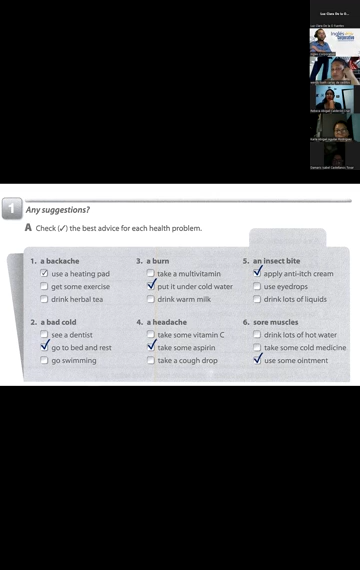 Luz Clara De la O...
1
Any suggestions?
A Check (✓) the best advice for each health problem.
1. a backache
✓ use a heating pad
get some exercise
drink herbal tea
2. a bad cold
see a dentist
✓ go to bed and rest
go swimming
3. a burn
take a multivitamin
✓ put it under cold water
drink warm milk
4. a headache
take some vitamin C
✓ take some aspirin
take a cough drop
5. an insect bite
✓ apply anti-itch cream
use eyedrops
drink lots of liquids
6. sore muscles
drink lots of hot water
take some cold medicine
✓ use some ointment